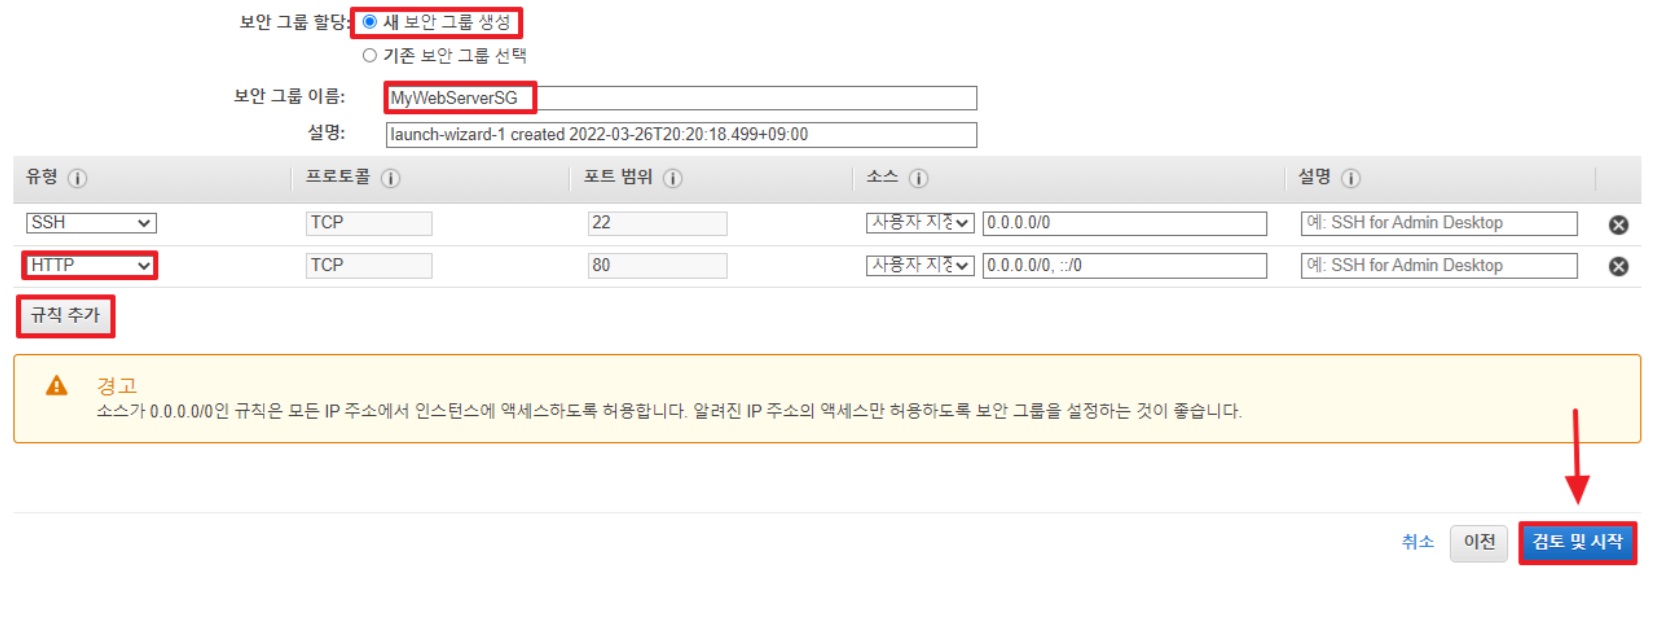 보안 그룹 할당: 새 보안 그룹 생성
기존 보안 그룹 선택
보안 그룹 이름: MyWebServerSG
설명: launch-wizard-1 created 2022-03-26T20:20:18.499+09:00
유형 프로토콜 포트 범위 소스 설명
SSH TCP 22 사용자 지정 0.0.0.0/0 예: SSH for Admin Desktop
HTTP TCP 80 사용자 지정 0.0.0.0/0, ::/0 예: SSH for Admin Desktop
규칙 추가
경고
소스가 0.0.0.0/0인 규칙은 모든 IP 주소에서 인스턴스에 액세스하도록 허용합니다. 알려진 IP 주소의 액세스만 허용하도록 보안 그룹을 설정하는 것이 좋습니다.
취소 이전 검토 및 시작